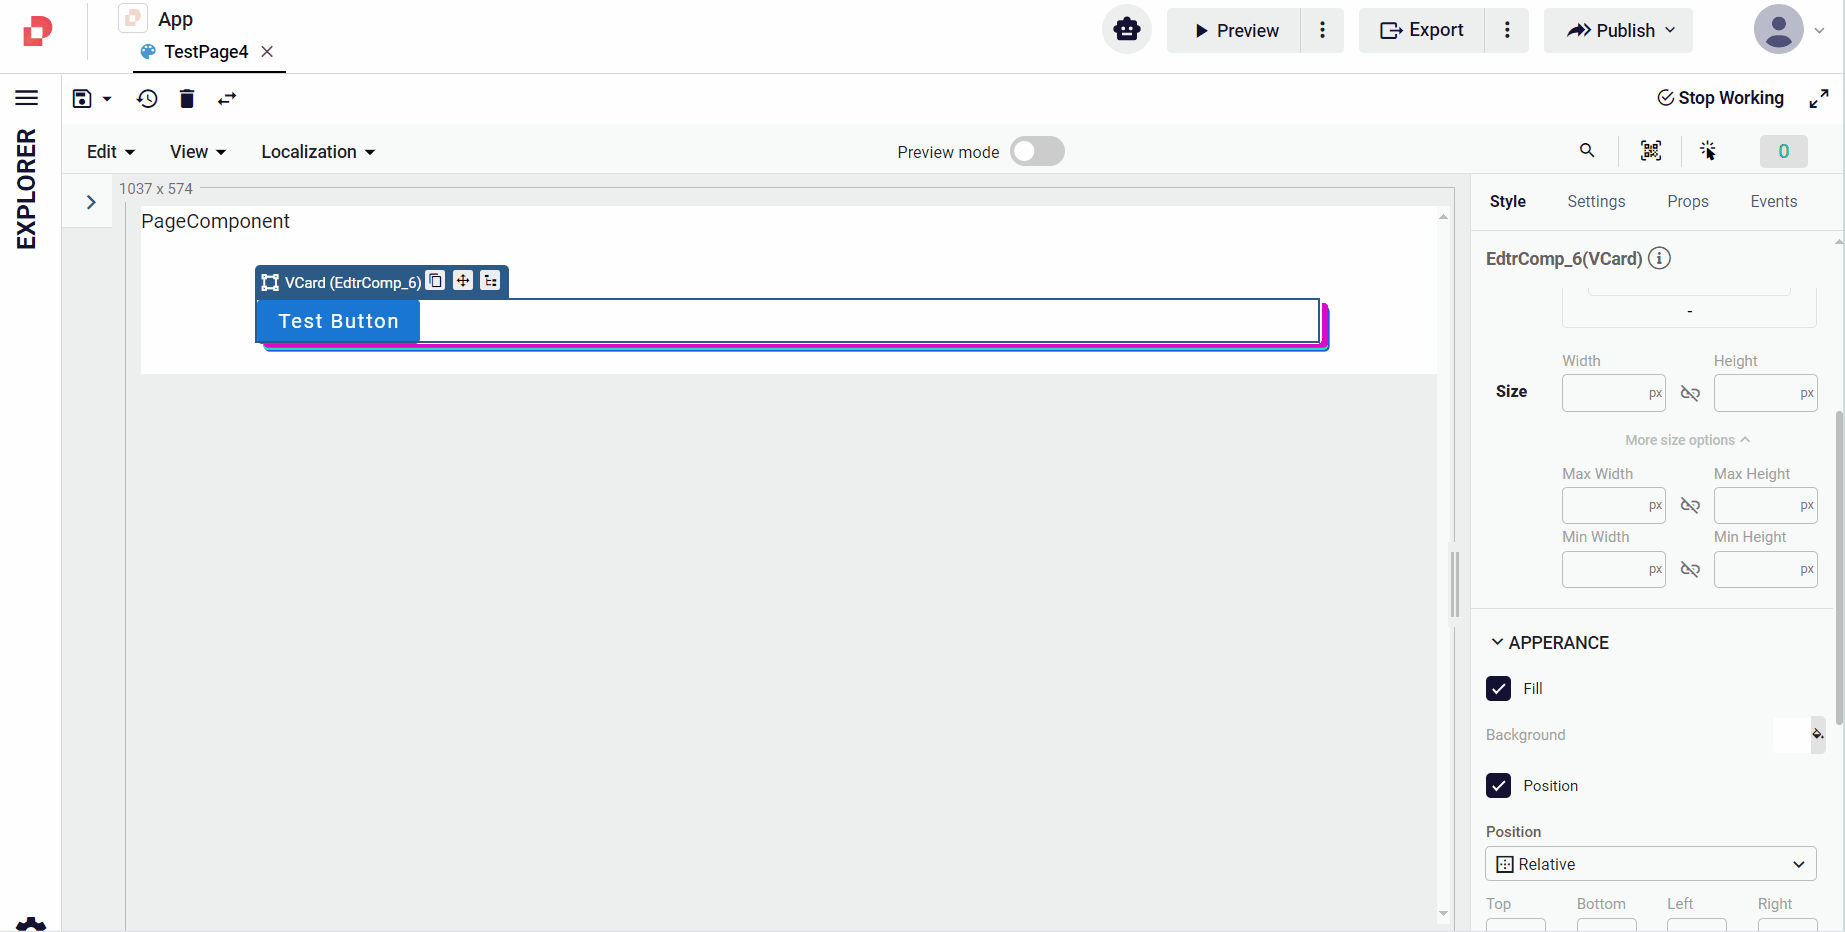 App
TestPage4
Preview
Export
Publish
Stop Working
EXPLORER
Edit
View
Localization
Preview mode
0
1037 x 574
PageComponent
VCard (EdtrComp_6)
Test Button
Style Settings Props Events
EdtrComp_6(VCard)
-
Width Height
Size px px
More size options
Max Width Max Height
px px
Min Width Min Height
px px
APPERANCE
Fill
Background
Position
Position
Relative
Top Bottom Left Right